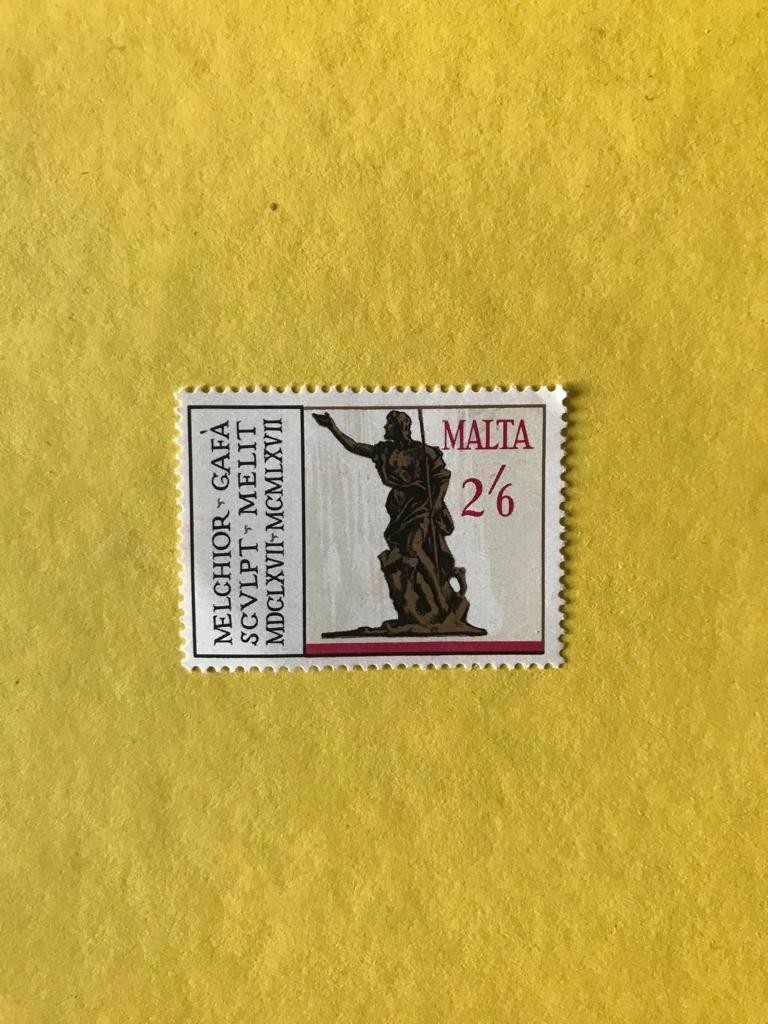 MELCHIOR GAFÀ
SCVLPT MELIT
MDCLXVII MCMLXVII
MALTA
2/6